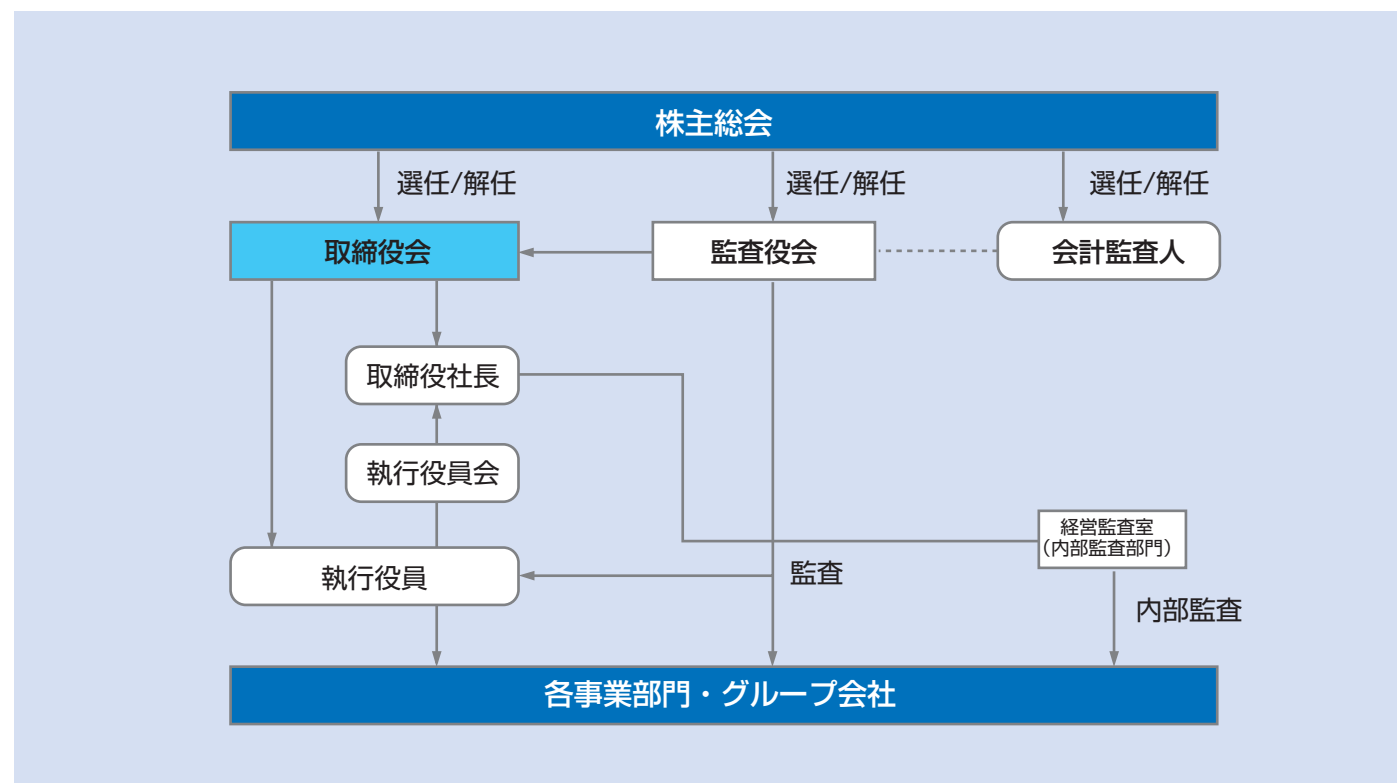 株主総会
選任/解任
選任/解任
選任/解任
取締役会
監査役会
会計監査人
取締役社長
執行役員会
経営監査室
（内部監査部門）
執行役員
監査
内部監査
各事業部門・グループ会社